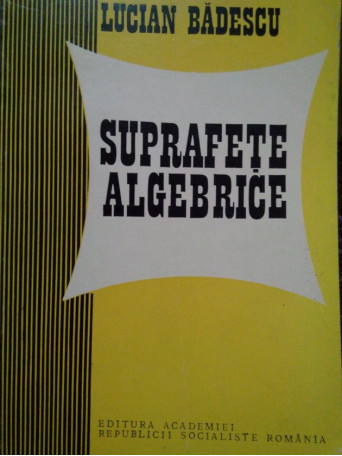 LUCIAN BĂDESCU
SUPRAFEȚE
ALGEBRICE
EDITURA ACADEMIEI
REPUBLICII SOCIALISTE ROMÂNIA